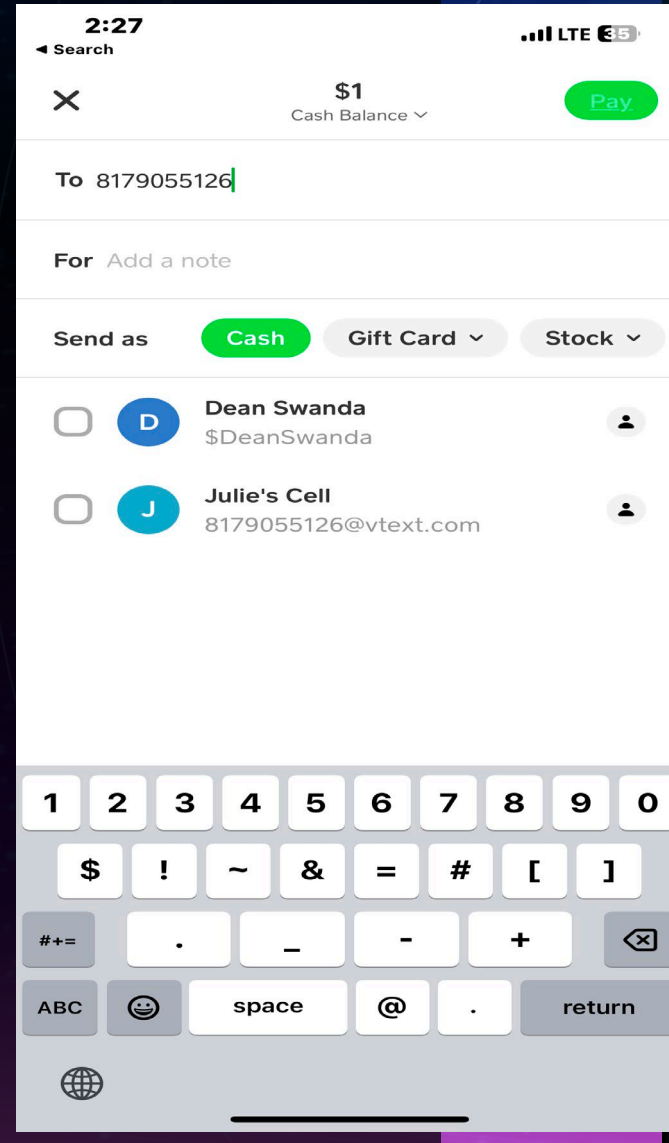 2:27
LTE 35
◄ Search
$1
Cash Balance
Pay
To 8179055126
For Add a note
Send as Cash Gift Card Stock
D
Dean Swanda
$DeanSwanda
J
Julie's Cell
8179055126@vtext.com
1 2 3 4 5 6 7 8 9 0
$ ! ~ & = # [ ]
#+= . _ - +
ABC space @ . return